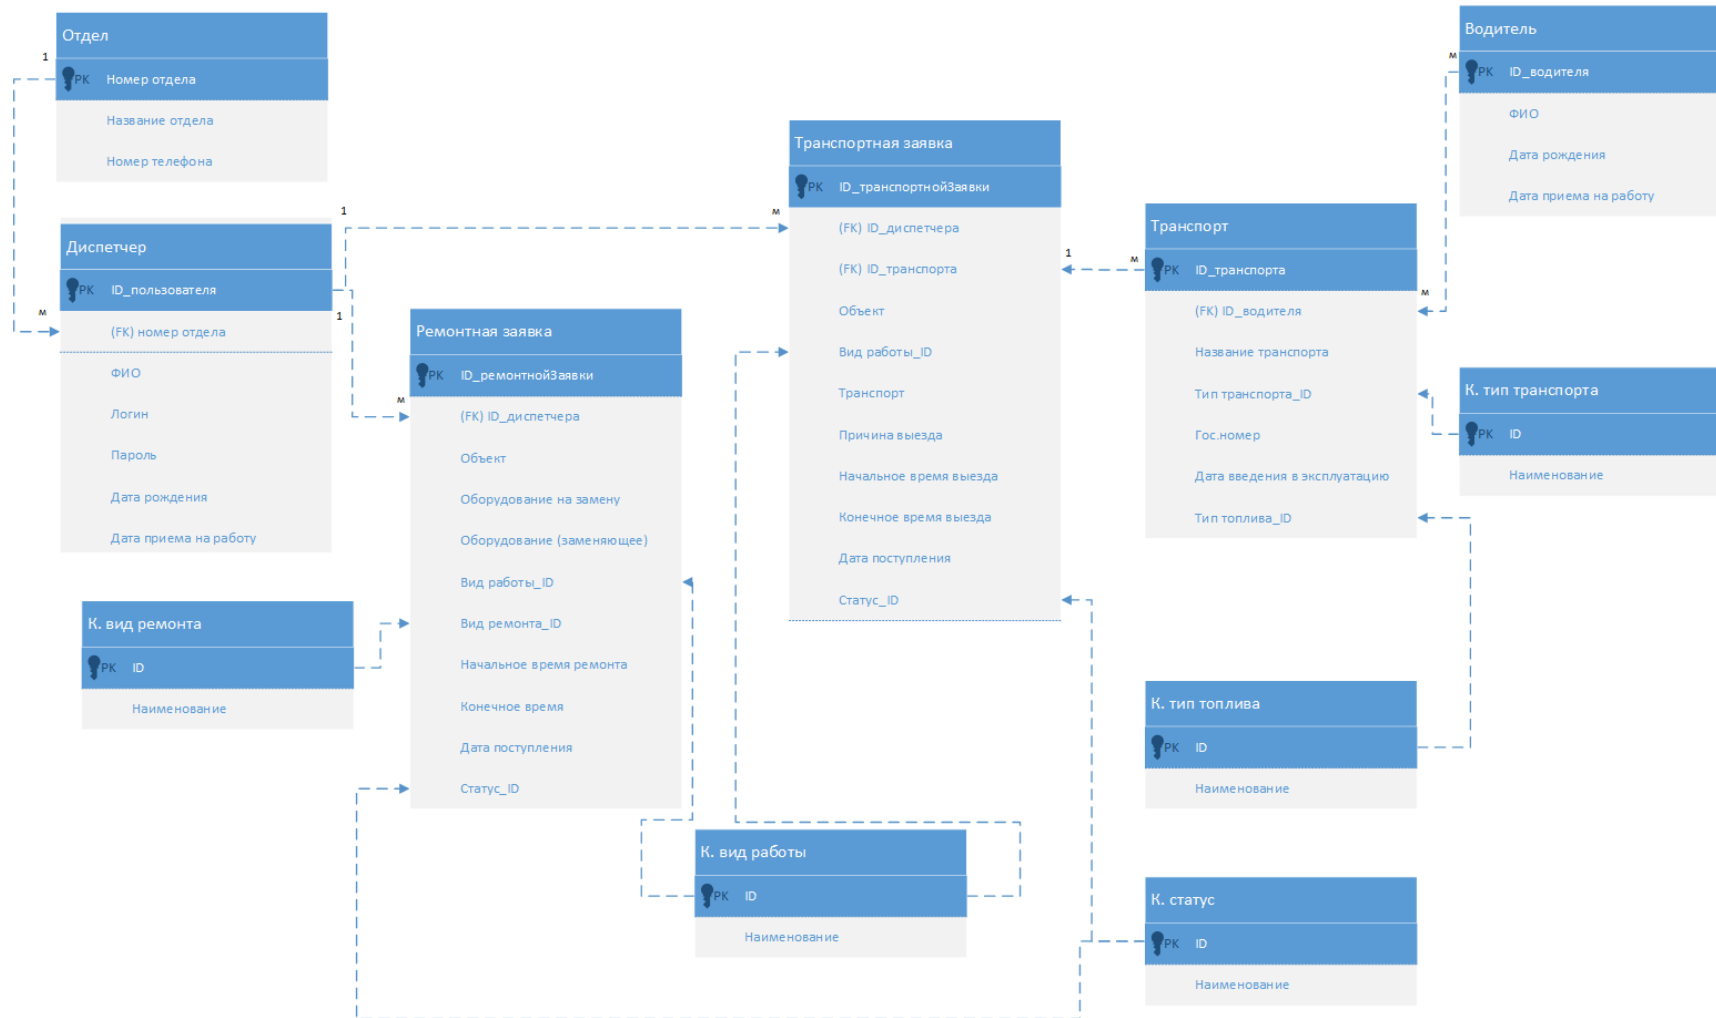 Отдел
1
PK Номер отдела
Название отдела
Номер телефона
Диспетчер
PK ID_пользователя
м
(FK) номер отдела
ФИО
Логин
Пароль
Дата рождения
Дата приема на работу
1
1
К. вид ремонта
PK ID
Наименование
Ремонтная заявка
PK ID_ремонтнойЗаявки
м
(FK) ID_диспетчера
Объект
Оборудование на замену
Оборудование (заменяющее)
Вид работы_ID
Вид ремонта_ID
Начальное время ремонта
Конечное время
Дата поступления
Статус_ID
Транспортная заявка
PK ID_транспортнойЗаявки
м
(FK) ID_диспетчера
(FK) ID_транспорта
Объект
Вид работы_ID
Транспорт
Причина выезда
Начальное время выезда
Конечное время выезда
Дата поступления
Статус_ID
К. вид работы
PK ID
Наименование
1
м
Транспорт
PK ID_транспорта
(FK) ID_водителя
Название транспорта
Тип транспорта_ID
Гос.номер
Дата введения в эксплуатацию
Тип топлива_ID
м
К. тип топлива
PK ID
Наименование
К. статус
PK ID
Наименование
Водитель
м
PK ID_водителя
ФИО
Дата рождения
Дата приема на работу
К. тип транспорта
PK ID
Наименование